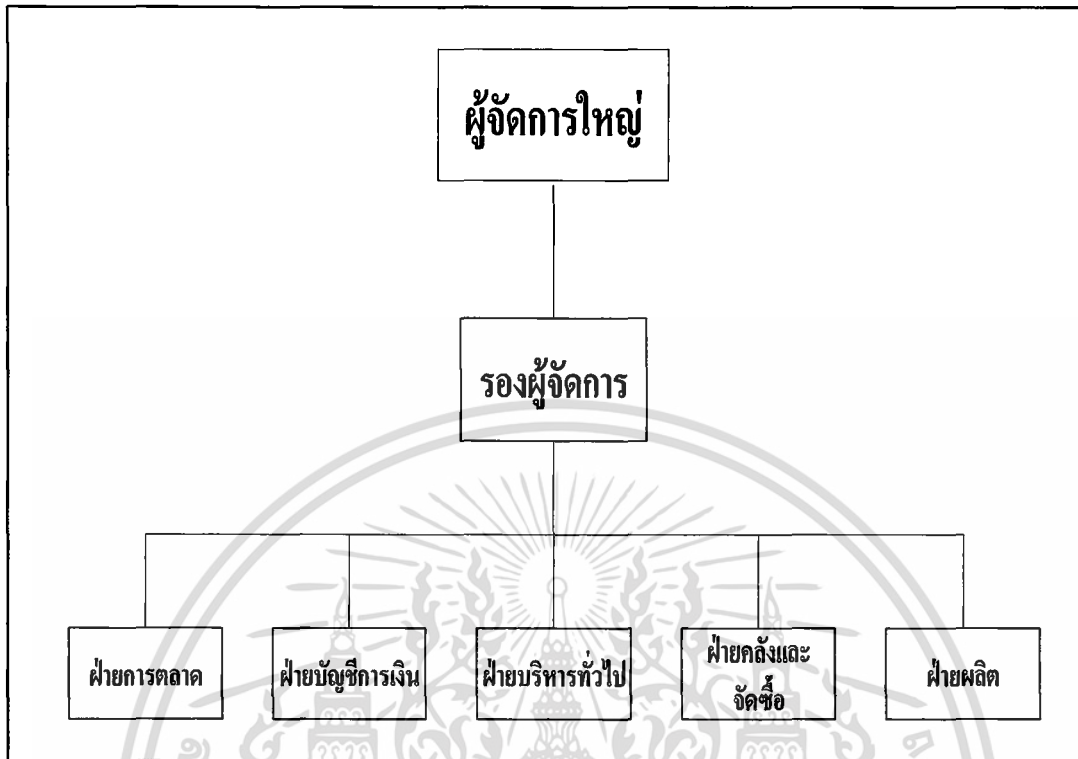 ผู้จัดการใหญ่
รองผู้จัดการ
ฝ่ายการตลาด
ฝ่ายบัญชีการเงิน
ฝ่ายบริหารทั่วไป
ฝ่ายคลังและ
จัดซื้อ
ฝ่ายผลิต